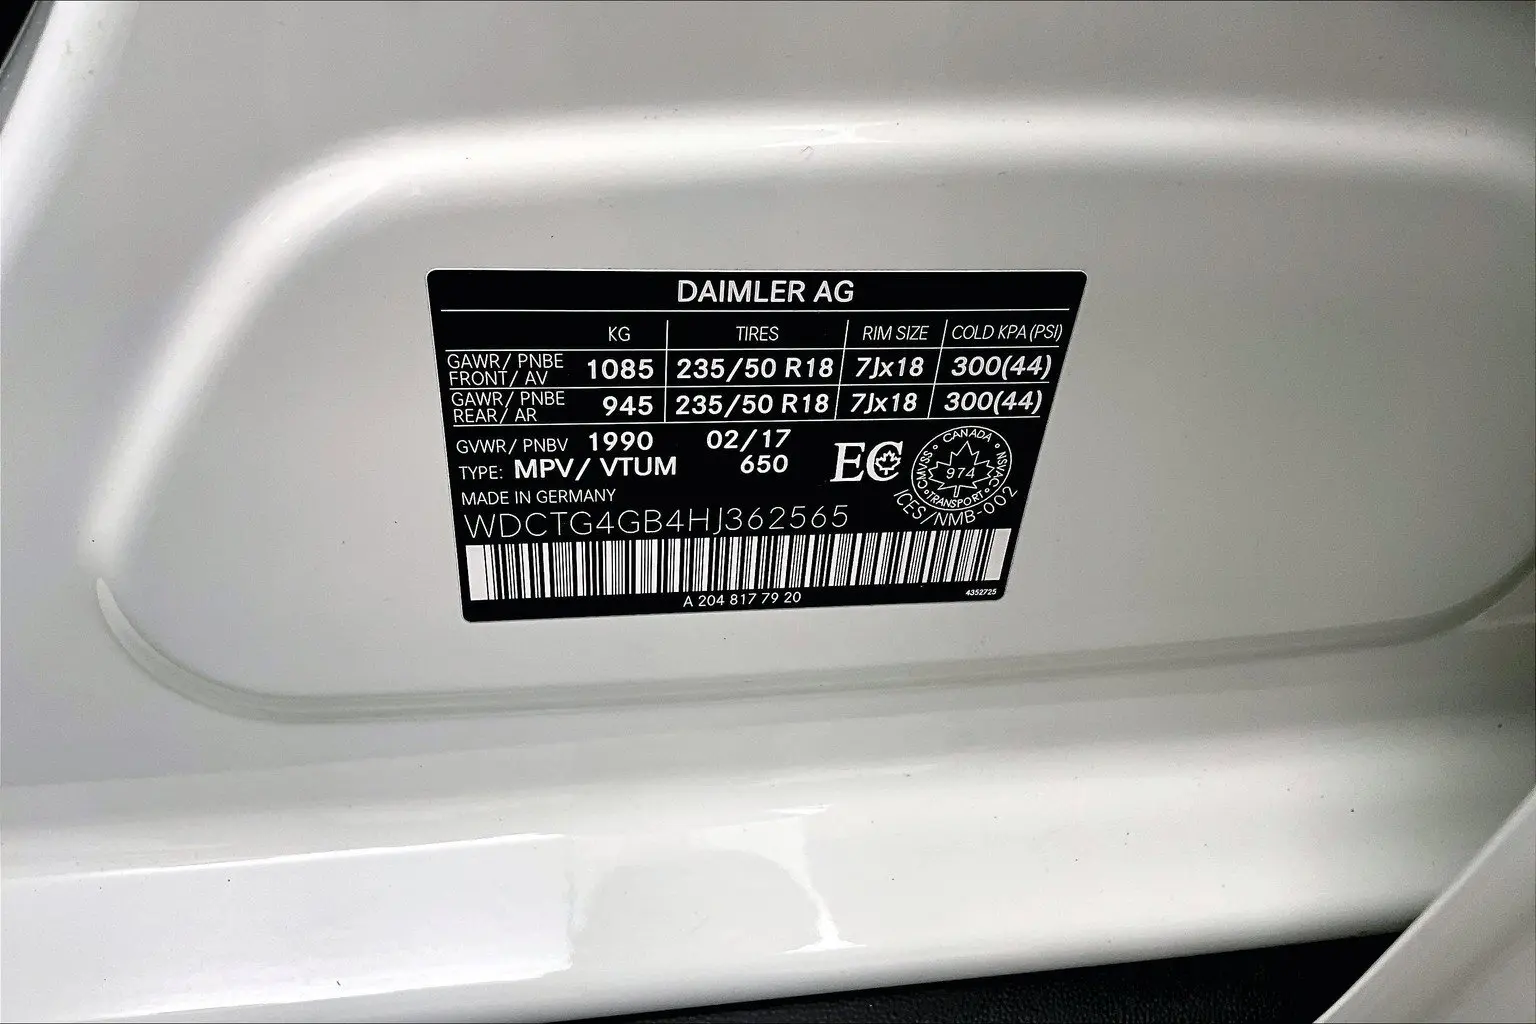 DAIMLER AG
KG TIRES RIM SIZE COLD KPA (PSI)
GAWR/ PNBE FRONT/ AV 1085 235/50 R18 7Jx18 300(44)
GAWR/ PNBE REAR/ AR 945 235/50 R18 7Jx18 300(44)
GVWR/ PNBV 1990 02/17
TYPE: MPV/ VTUM 650
EC
CANADA
CMVSS 974 NSVAC
TRANSPORT
ICES/NMB-002
MADE IN GERMANY
WDCTG4GB4HJ362565
A 204 817 79 20
4352725